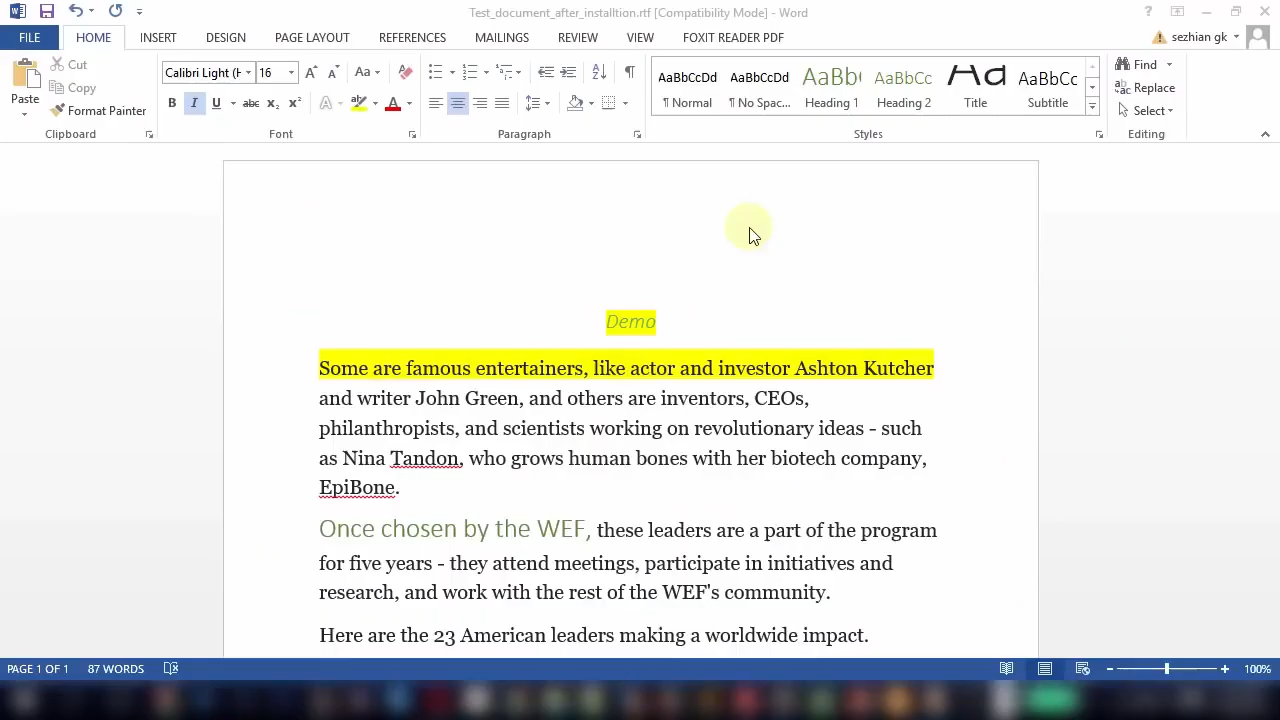 Test_document_after_installtion.rtf [Compatibility Mode] - Word
FILE HOME INSERT DESIGN PAGE LAYOUT REFERENCES MAILINGS REVIEW VIEW FOXIT READER PDF sezhian gk
Paste
Cut
Copy
Format Painter
Clipboard
Calibri Light (H 16
Font
Paragraph
AaBbCcDd AaBbCcDd AaBb( AaBbCc Aa AaBbCc
¶ Normal ¶ No Spac... Heading 1 Heading 2 Title Subtitle
Styles
Find
Replace
Select
Editing
Demo
Some are famous entertainers, like actor and investor Ashton Kutcher
and writer John Green, and others are inventors, CEOs,
philanthropists, and scientists working on revolutionary ideas - such
as Nina Tandon, who grows human bones with her biotech company,
EpiBone.
Once chosen by the WEF, these leaders are a part of the program
for five years - they attend meetings, participate in initiatives and
research, and work with the rest of the WEF's community.
Here are the 23 American leaders making a worldwide impact.
PAGE 1 OF 1 87 WORDS 100%